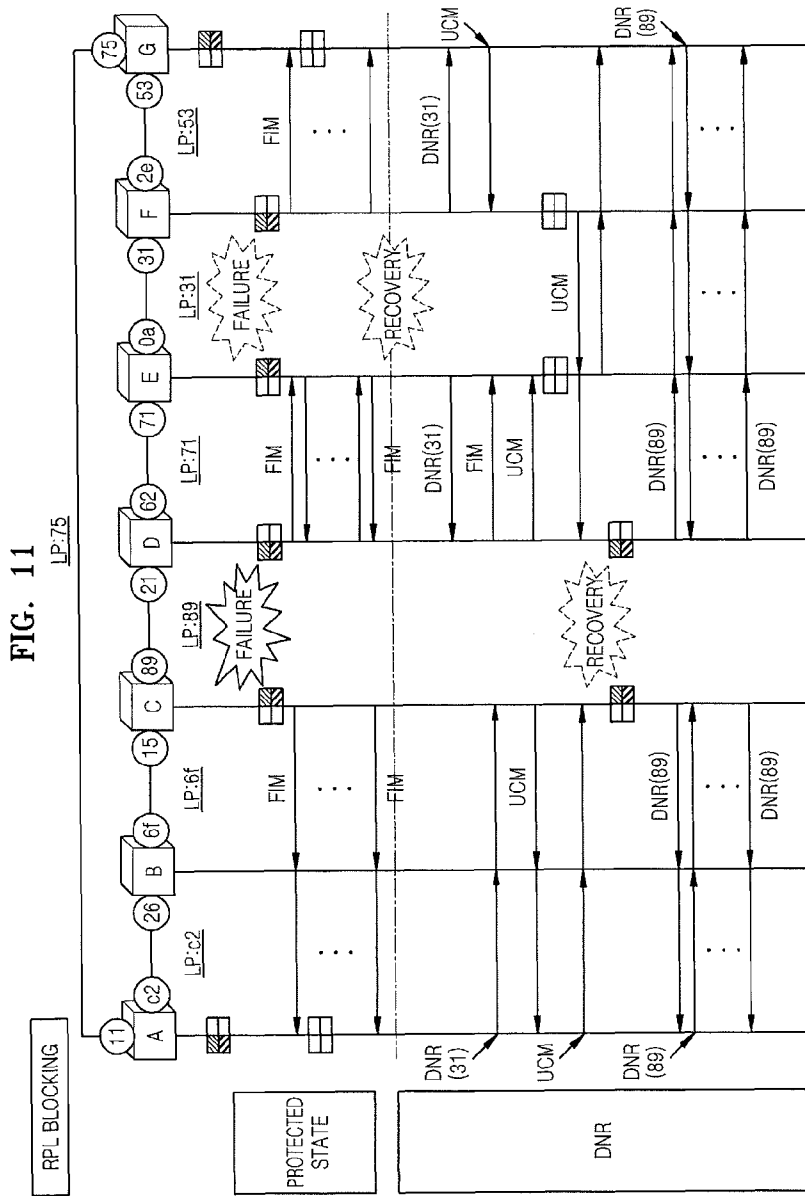 FIG. 11
RPL BLOCKING
LP:75
11 75
A c2 26 B 6f 15 C 89 21 D 62 71 E 0a 31 F 2e 53 G
LP:c2 LP:6f LP:89 LP:71 LP:31 LP:53
FAILURE FAILURE
PROTECTED
STATE
FIM FIM FIM
. . . . . . . . . . . .
FIM FIM
RECOVERY
DNR
DNR(31) DNR(31)
DNR
(31)
FIM
UCM
UCM UCM
UCM
UCM
RECOVERY
DNR
(89)
DNR(89) DNR(89)
DNR
(89)
. . . . . . . . . . . . . . .
DNR(89) DNR(89)